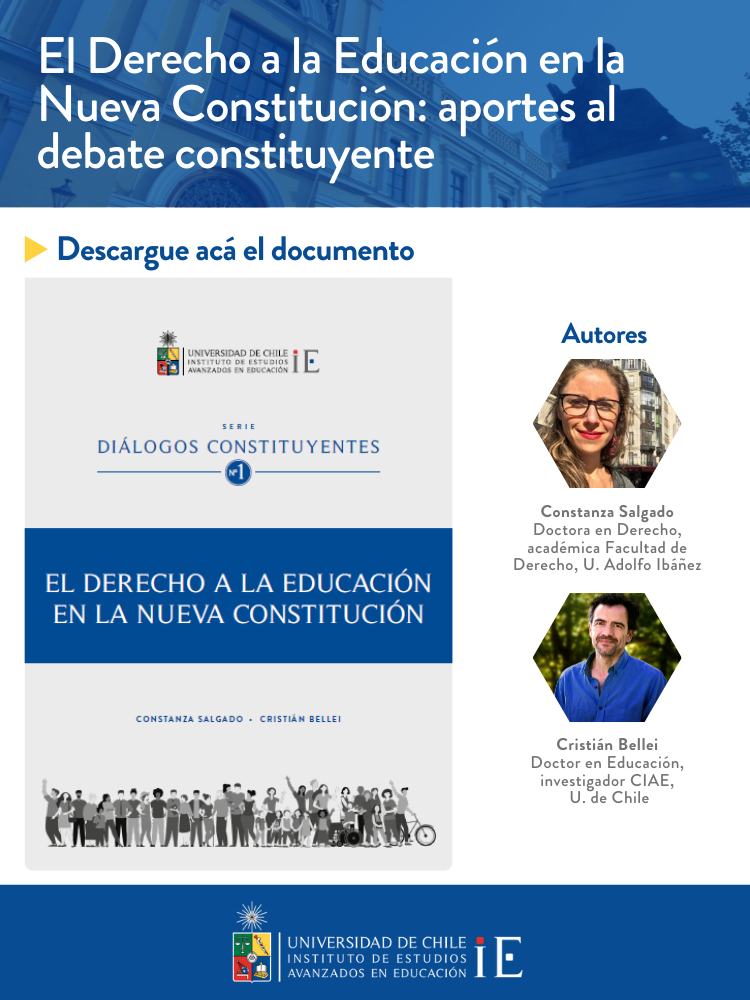 El Derecho a la Educación en la
Nueva Constitución: aportes al
debate constituyente
Descargue acá el documento
UNIVERSIDAD DE CHILE
INSTITUTO DE ESTUDIOS
AVANZADOS EN EDUCACIÓN
iE
SERIE
DIÁLOGOS CONSTITUYENTES
Nº1
EL DERECHO A LA EDUCACIÓN
EN LA NUEVA CONSTITUCIÓN
CONSTANZA SALGADO • CRISTIÁN BELLEI
Autores
Constanza Salgado
Doctora en Derecho,
académica Facultad de
Derecho, U. Adolfo Ibáñez
Cristián Bellei
Doctor en Educación,
investigador CIAE,
U. de Chile
UNIVERSIDAD DE CHILE
INSTITUTO DE ESTUDIOS
AVANZADOS EN EDUCACIÓN
iE